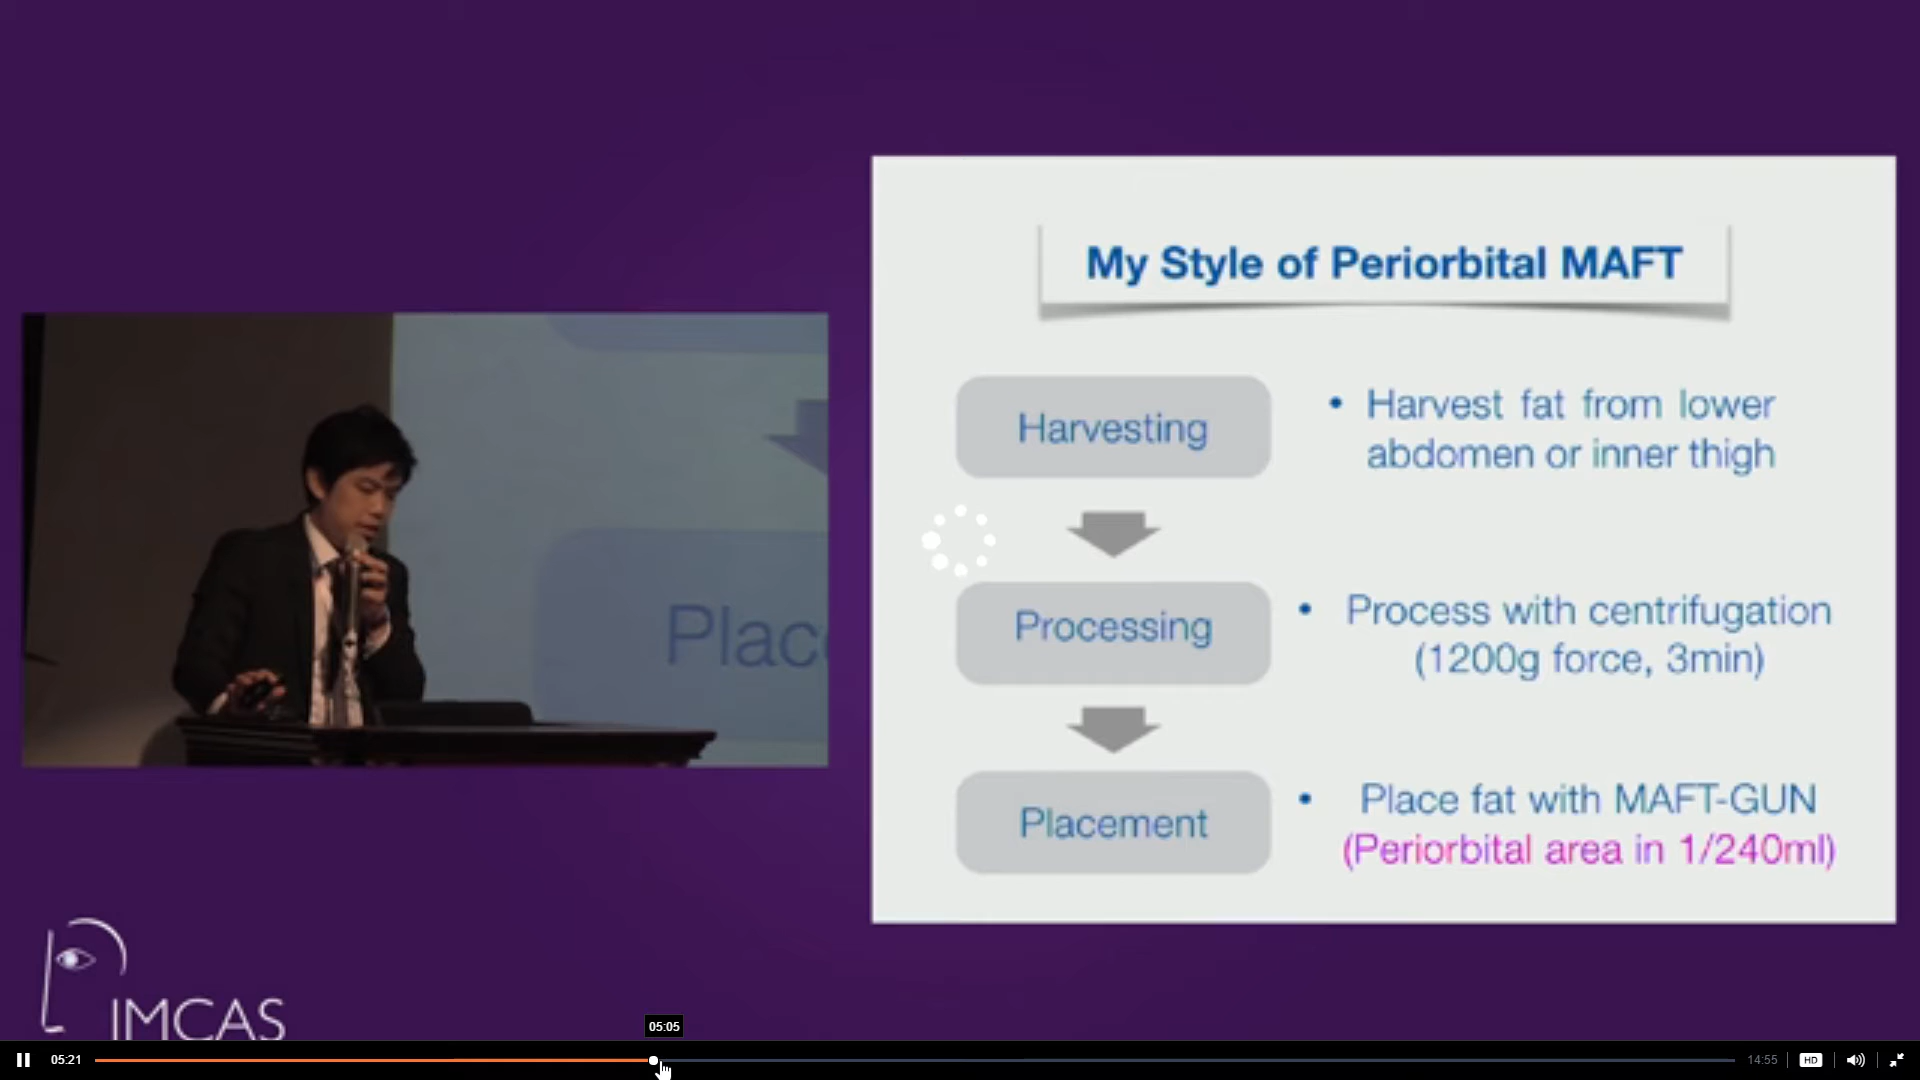 My Style of Periorbital MAFT
Harvesting
• Harvest fat from lower
abdomen or inner thigh
Processing
• Process with centrifugation
(1200g force, 3min)
Placement
• Place fat with MAFT-GUN
(Periorbital area in 1/240ml)
Plac
IMCAS
05:05
05:21
14:55
HD